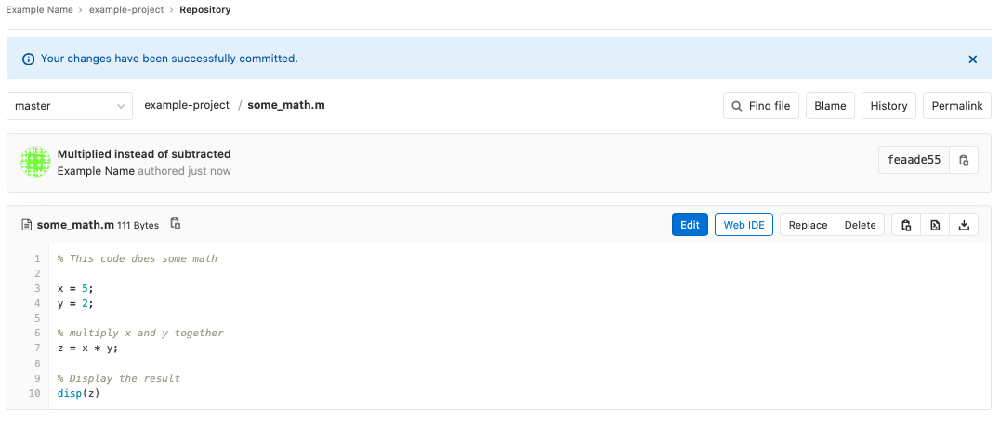 Example Name › example-project › Repository
Your changes have been successfully committed.
master example-project / some_math.m Find file Blame History Permalink
Multiplied instead of subtracted
Example Name authored just now
feaade55
some_math.m 111 Bytes Edit Web IDE Replace Delete
1 % This code does some math
2
3 x = 5;
4 y = 2;
5
6 % multiply x and y together
7 z = x * y;
8
9 % Display the result
10 disp(z)